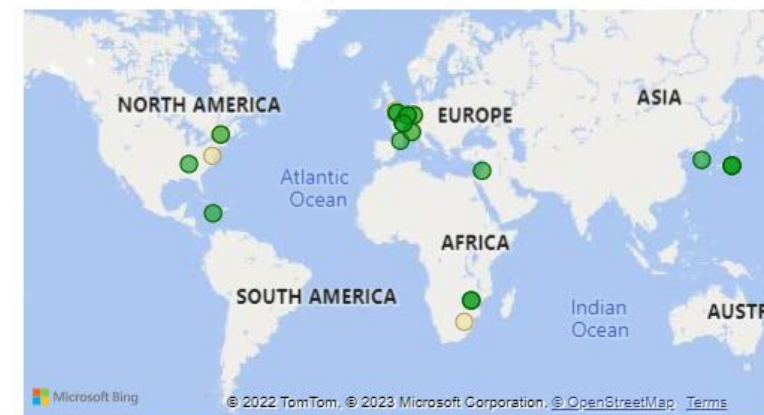 NORTH AMERICA
EUROPE
ASIA
Atlantic
Ocean
AFRICA
SOUTH AMERICA
Indian
Ocean
AUSTR
Microsoft Bing
© 2022 TomTom, © 2023 Microsoft Corporation, © OpenStreetMap Terms